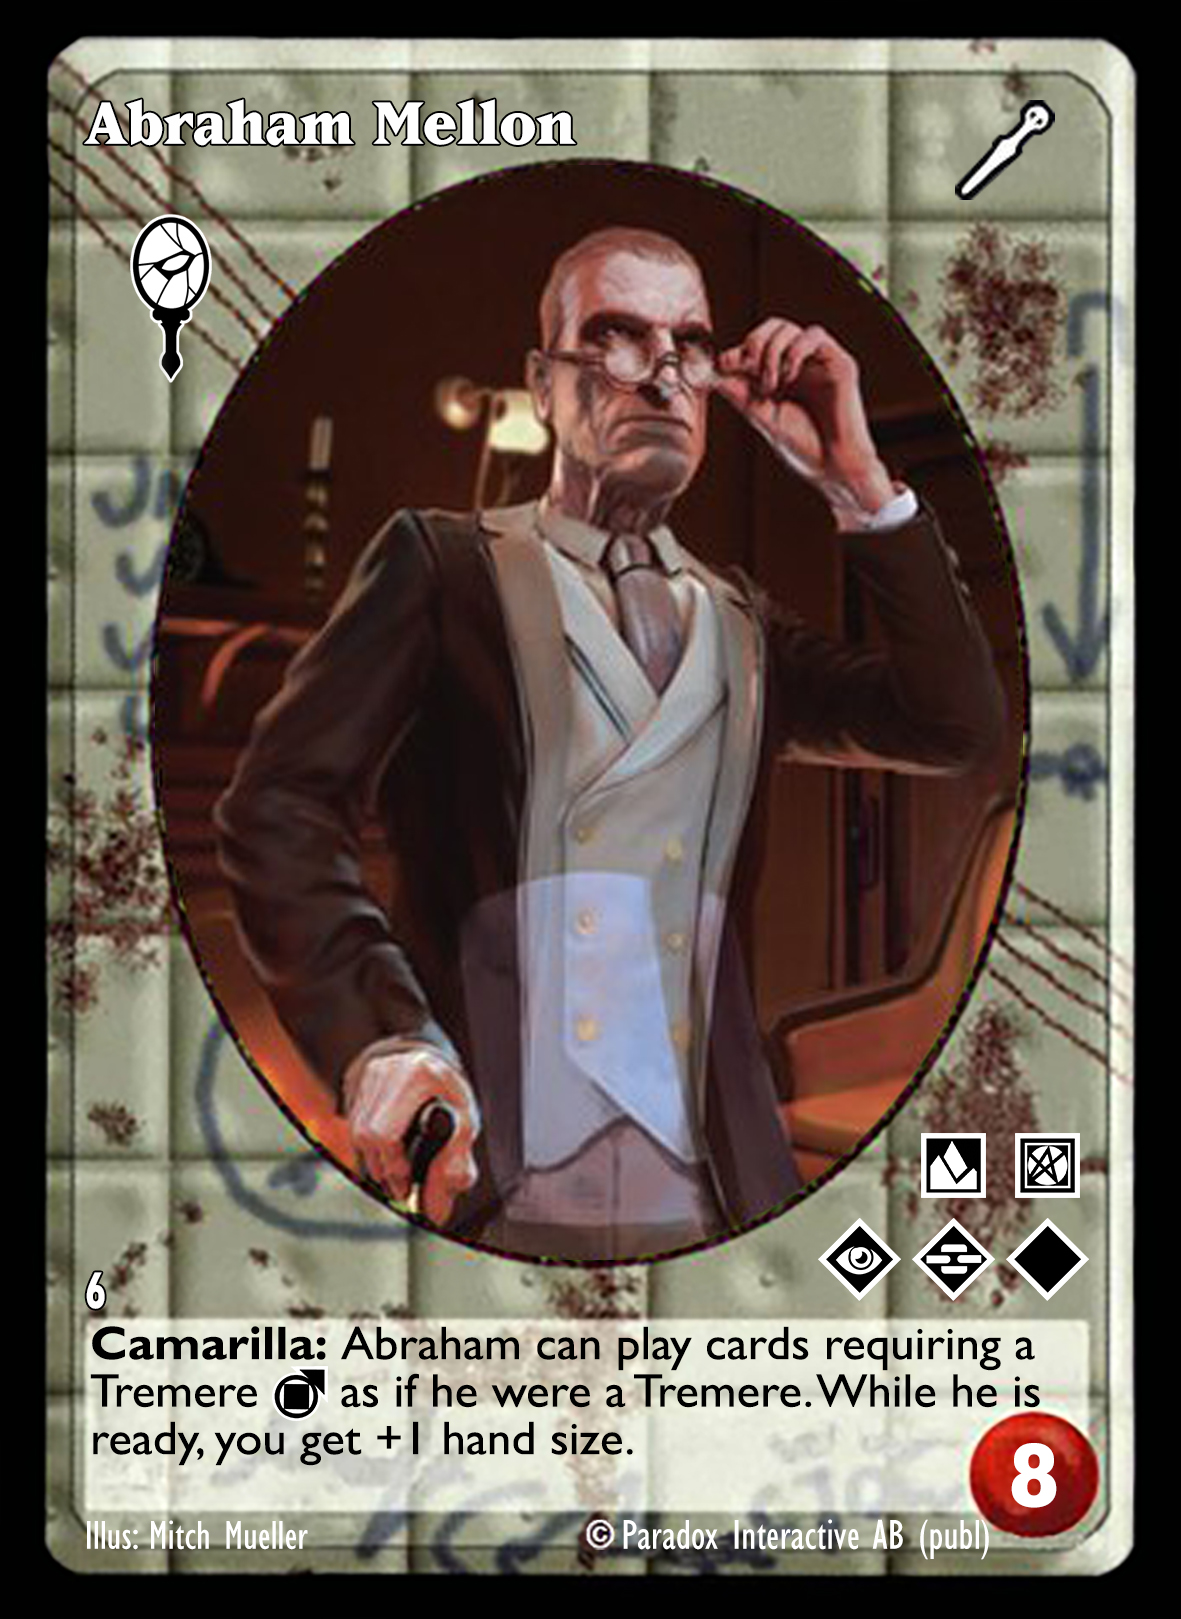 Abraham Mellon
6
Camarilla: Abraham can play cards requiring a
Tremere as if he were a Tremere. While he is
ready, you get +1 hand size.
8
Illus: Mitch Mueller © Paradox Interactive AB (publ)